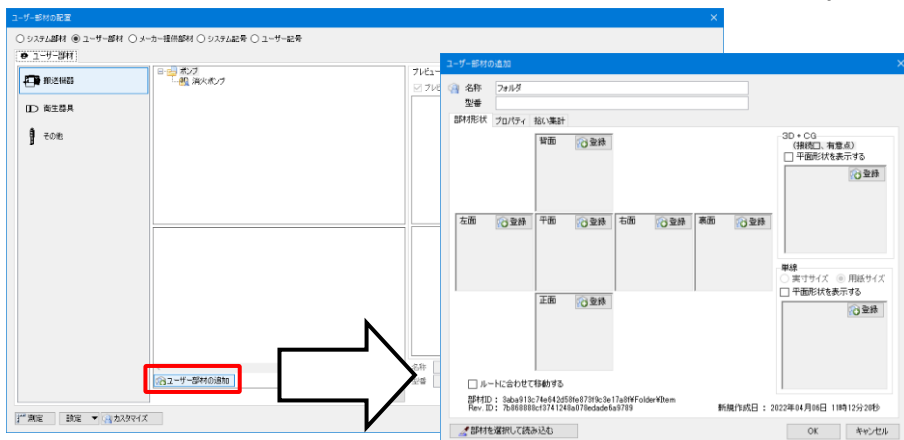 ユーザー部材の配置
システム部材 ユーザー部材 メーカー提供部材 システム記号 ユーザー記号
ユーザー部材
搬送機器
衛生器具
その他
ポンプ
消火ポンプ
プレビュー
プレビ
名称
型番
ユーザー部材の追加
測定 設定 カスタマイズ
ユーザー部材の追加
名称 フォルダ
型番
部材形状 プロパティ 拾い集計
背面 登録
左面 登録 平面 登録 右面 登録 裏面 登録
正面 登録
3D + CG
(接続口、有意点)
平面形状を表示する
登録
単線
実寸サイズ 用紙サイズ
平面形状を表示する
登録
ルートに合わせて移動する
部材ID :
Rev. ID :
新規作成日 : 2022年04月06日 11時12分20秒
部材を選択して読み込む
OK キャンセル